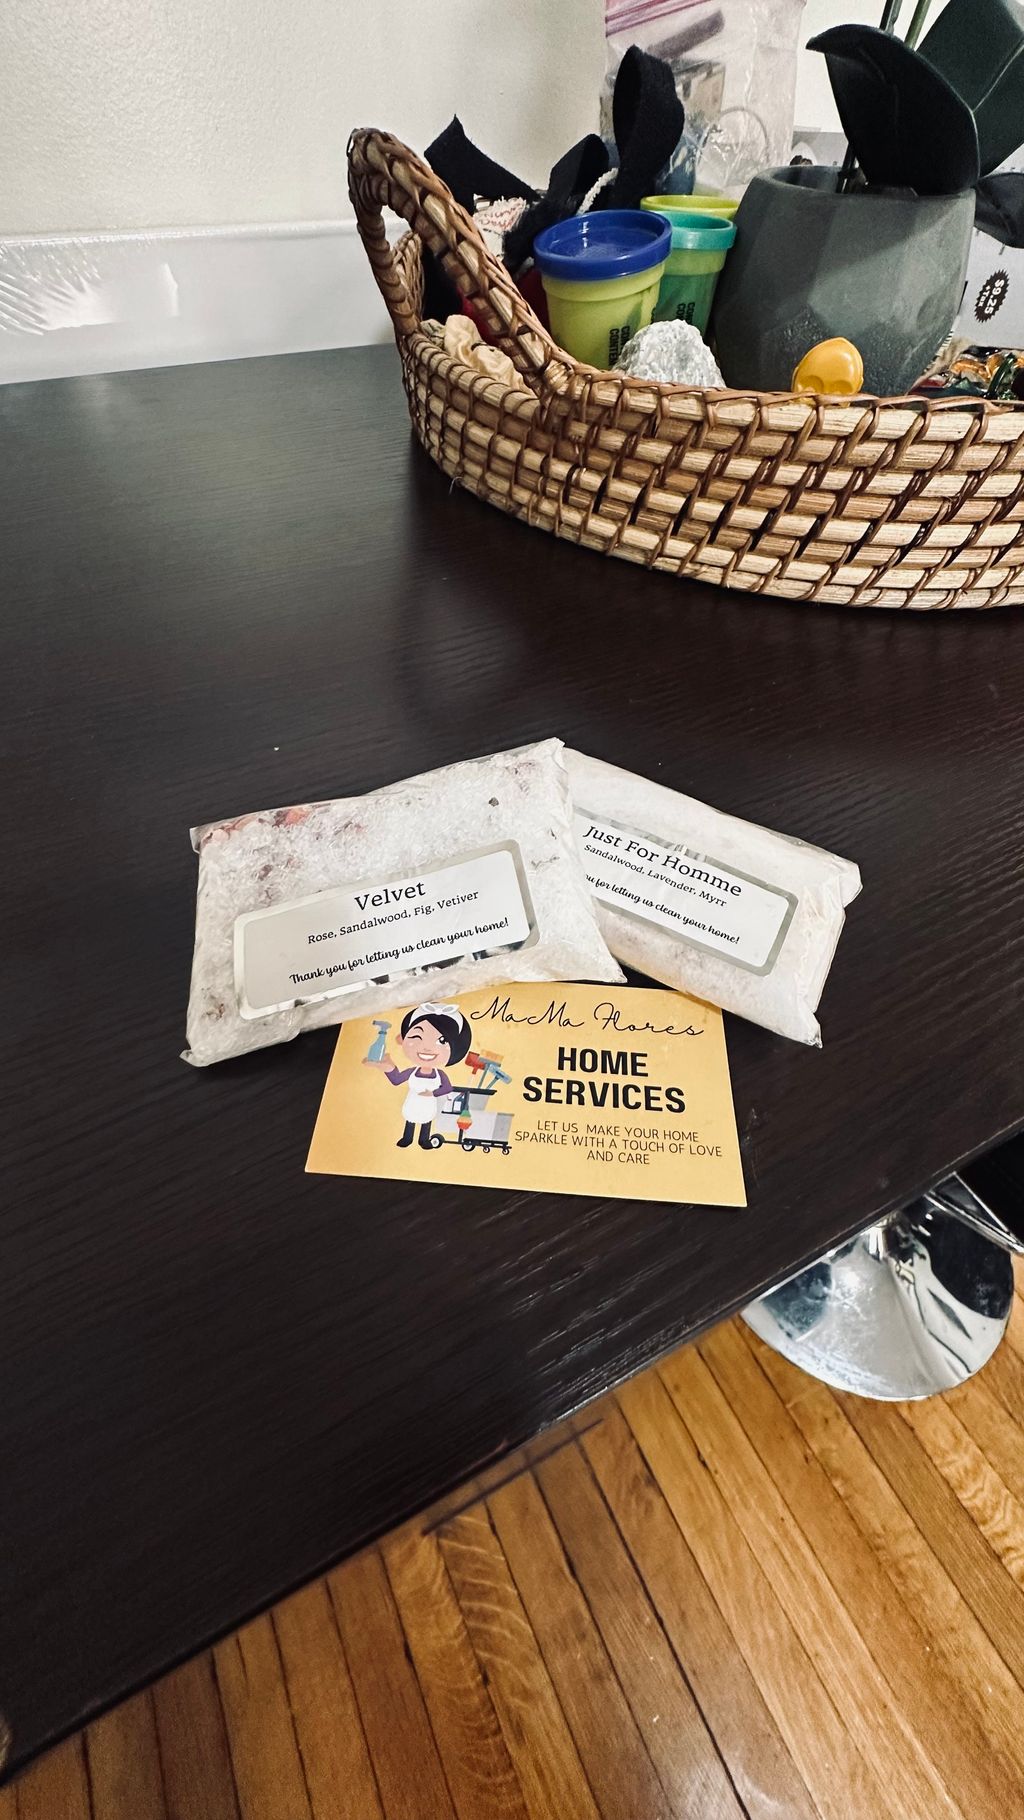 $9.25
Velvet
Rose, Sandalwood, Fig, Vetiver
Thank you for letting us clean your home!
Just For Homme
Sandalwood, Lavender, Myrr
you for letting us clean your home!
MaMa Flores
HOME
SERVICES
LET US MAKE YOUR HOME
SPARKLE WITH A TOUCH OF LOVE
AND CARE